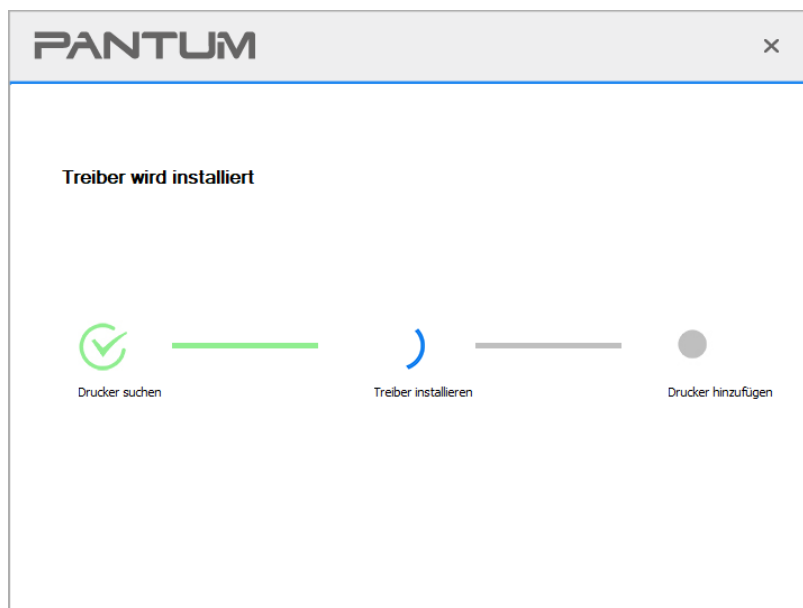 PANTUM
Treiber wird installiert
Drucker suchen
Treiber installieren
Drucker hinzufügen